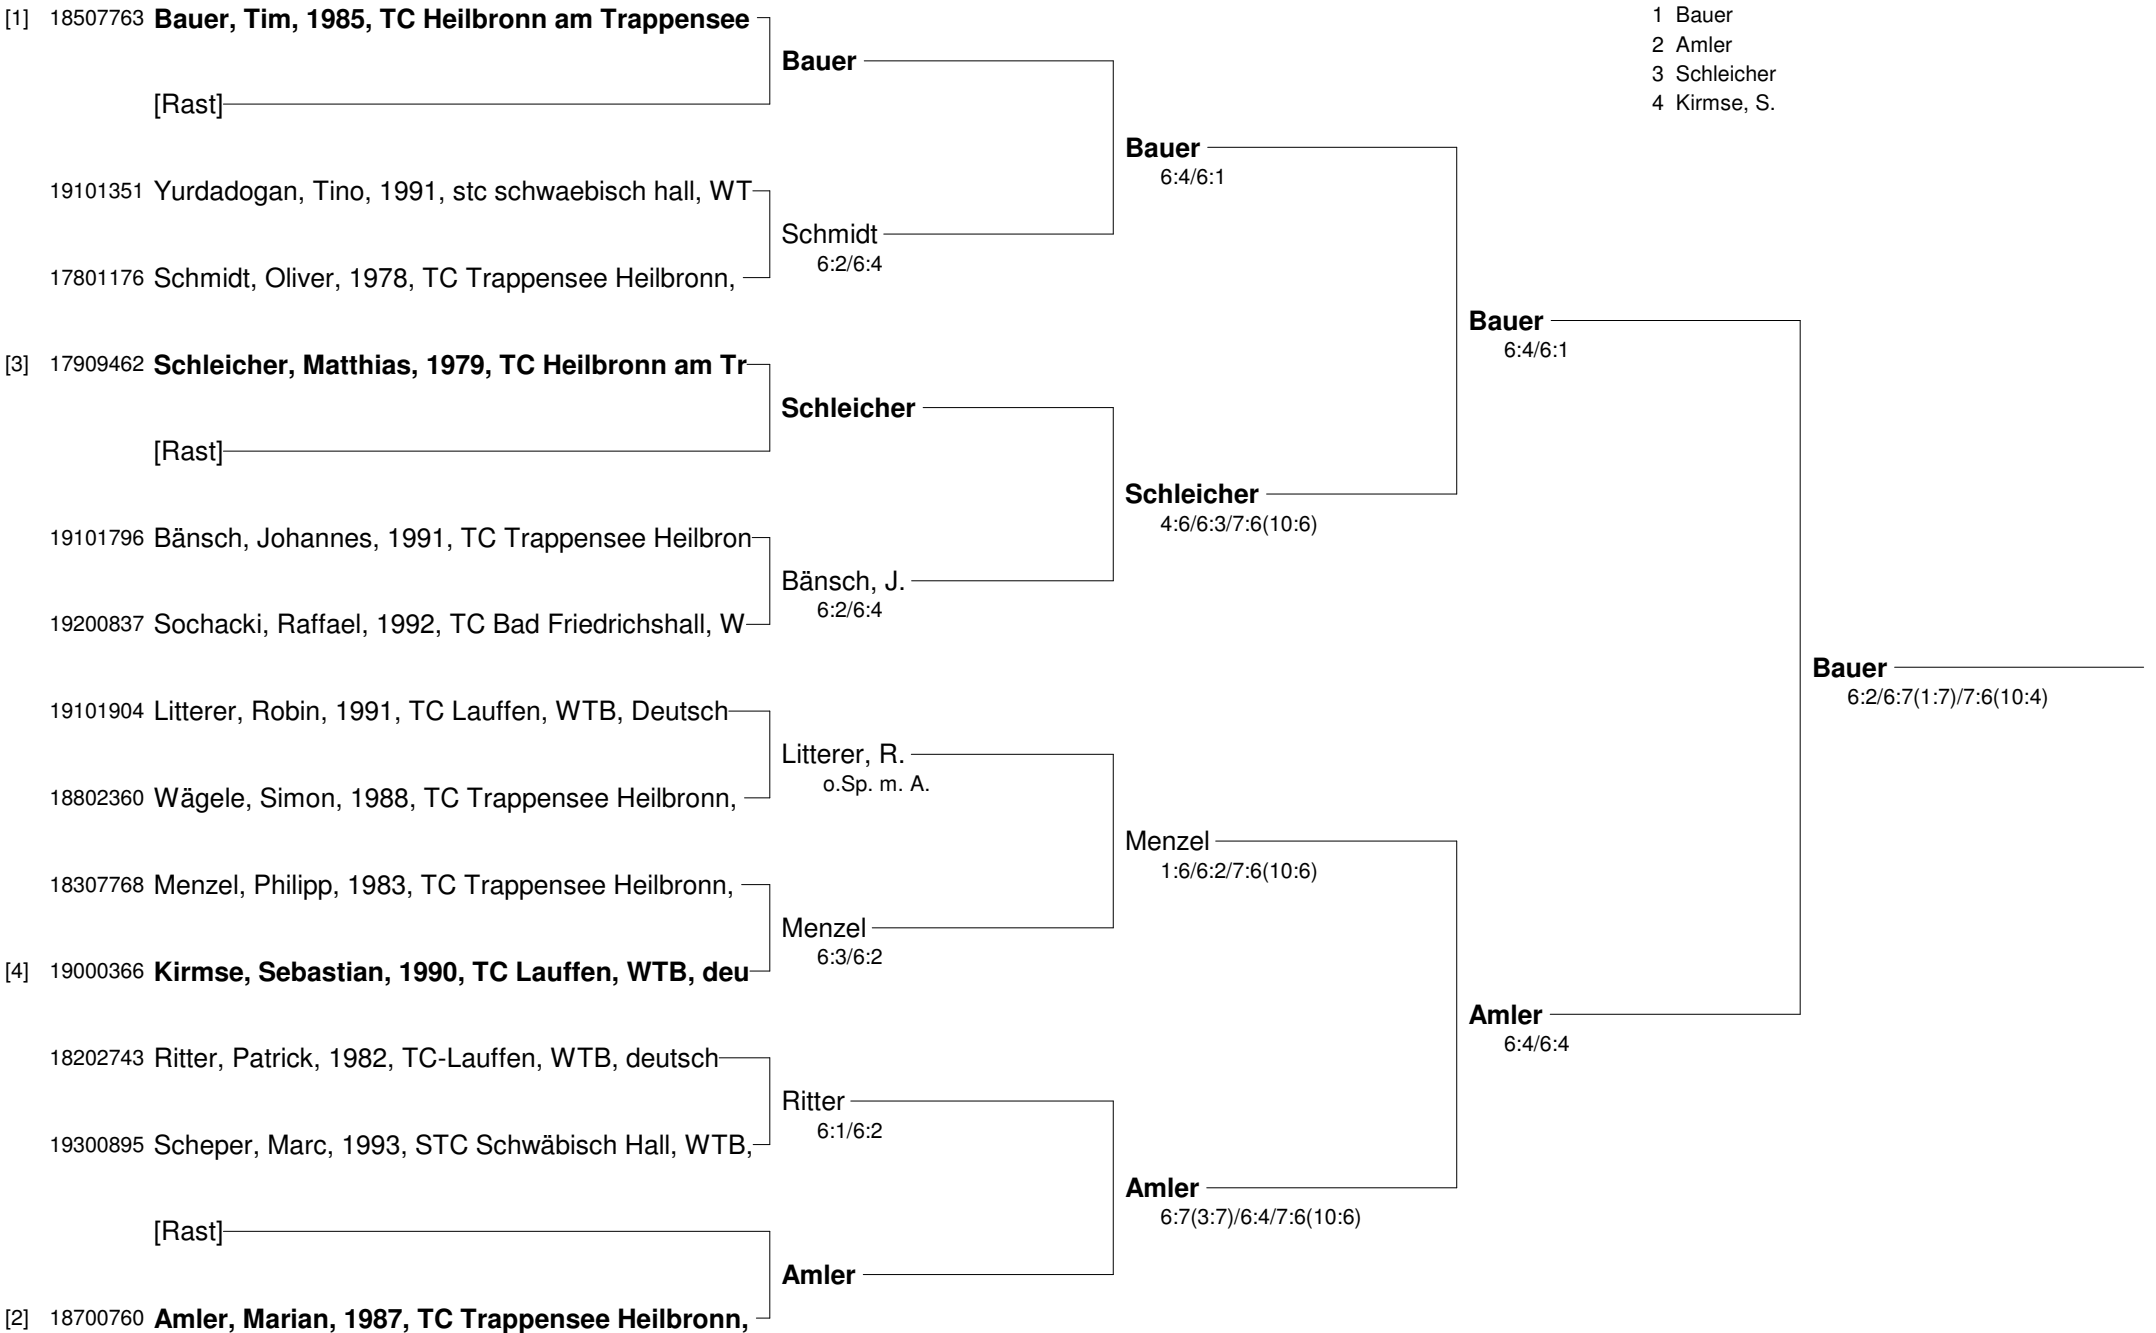 [1] 18507763 Bauer, Tim, 1985, TC Heilbronn am Trappensee
1 Bauer
2 Amler
3 Schleicher
4 Kirmse, S.
Bauer
[Rast]
Bauer
6:4/6:1
19101351 Yurdadogan, Tino, 1991, stc schwaebisch hall, WT
Schmidt
6:2/6:4
17801176 Schmidt, Oliver, 1978, TC Trappensee Heilbronn,
Bauer
6:4/6:1
[3] 17909462 Schleicher, Matthias, 1979, TC Heilbronn am Tr
Schleicher
[Rast]
Schleicher
4:6/6:3/7:6(10:6)
19101796 Bänsch, Johannes, 1991, TC Trappensee Heilbron
Bänsch, J.
6:2/6:4
19200837 Sochacki, Raffael, 1992, TC Bad Friedrichshall, W
Bauer
6:2/6:7(1:7)/7:6(10:4)
19101904 Litterer, Robin, 1991, TC Lauffen, WTB, Deutsch
Litterer, R.
o.Sp. m. A.
18802360 Wägele, Simon, 1988, TC Trappensee Heilbronn,
Menzel
1:6/6:2/7:6(10:6)
18307768 Menzel, Philipp, 1983, TC Trappensee Heilbronn,
Menzel
6:3/6:2
[4] 19000366 Kirmse, Sebastian, 1990, TC Lauffen, WTB, deu
Amler
6:4/6:4
18202743 Ritter, Patrick, 1982, TC-Lauffen, WTB, deutsch
Ritter
6:1/6:2
19300895 Scheper, Marc, 1993, STC Schwäbisch Hall, WTB,
Amler
6:7(3:7)/6:4/7:6(10:6)
[Rast]
Amler
[2] 18700760 Amler, Marian, 1987, TC Trappensee Heilbronn,